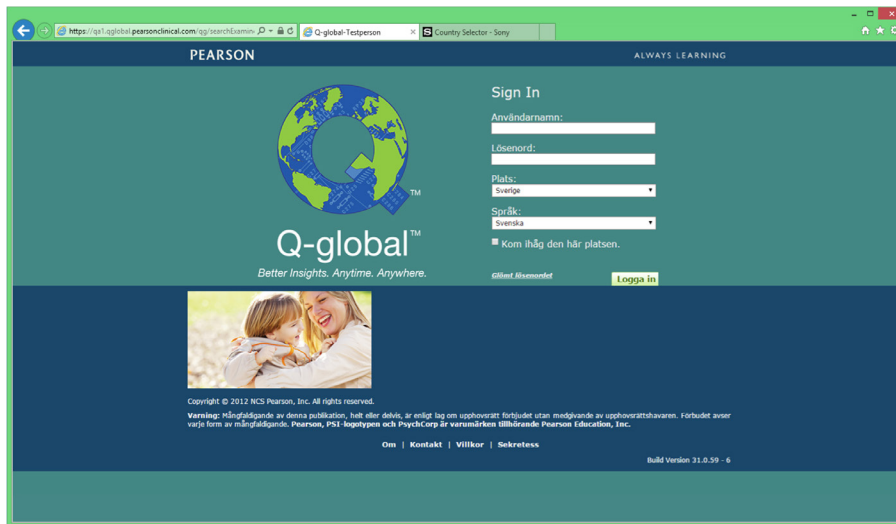 https://qa1.qglobal.pearsonclinical.com/qg/searchExamin
Q-global-Testperson
S Country Selector - Sony
PEARSON
ALWAYS LEARNING
Sign In
Användarnamn:
Lösenord:
Plats:
Sverige
Språk:
Svenska
Kom ihåg den här platsen.
Glömt lösenordet
Logga in
Q-global™
Better Insights. Anytime. Anywhere.
Copyright © 2012 NCS Pearson, Inc. All rights reserved.
Varning: Mångfaldigande av denna publikation, helt eller delvis, är enligt lag om upphovsrätt förbjudet utan medgivande av upphovsrättshavaren. Förbudet avser
varje form av mångfaldigande. Pearson, PSI-logotypen och PsychCorp är varumärken tillhörande Pearson Education, Inc.
Om | Kontakt | Villkor | Sekretess
Build Version 31.0.59 - 6